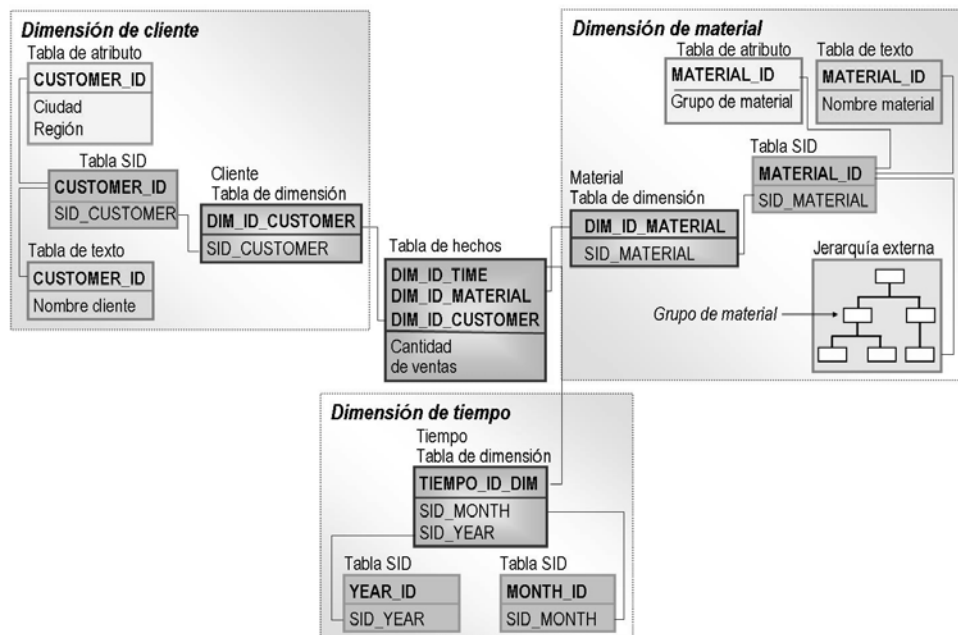 Dimensión de cliente
Tabla de atributo
CUSTOMER_ID
Ciudad
Región
Tabla SID
CUSTOMER_ID
SID_CUSTOMER
Cliente
Tabla de dimensión
DIM_ID_CUSTOMER
SID_CUSTOMER
Tabla de texto
CUSTOMER_ID
Nombre cliente
Tabla de hechos
DIM_ID_TIME
DIM_ID_MATERIAL
DIM_ID_CUSTOMER
Cantidad
de ventas
Dimensión de material
Tabla de atributo
MATERIAL_ID
Grupo de material
Tabla de texto
MATERIAL_ID
Nombre material
Tabla SID
MATERIAL_ID
SID_MATERIAL
Material
Tabla de dimensión
DIM_ID_MATERIAL
SID_MATERIAL
Jerarquía externa
Grupo de material
Dimensión de tiempo
Tiempo
Tabla de dimensión
TIEMPO_ID_DIM
SID_MONTH
SID_YEAR
Tabla SID
YEAR_ID
SID_YEAR
Tabla SID
MONTH_ID
SID_MONTH